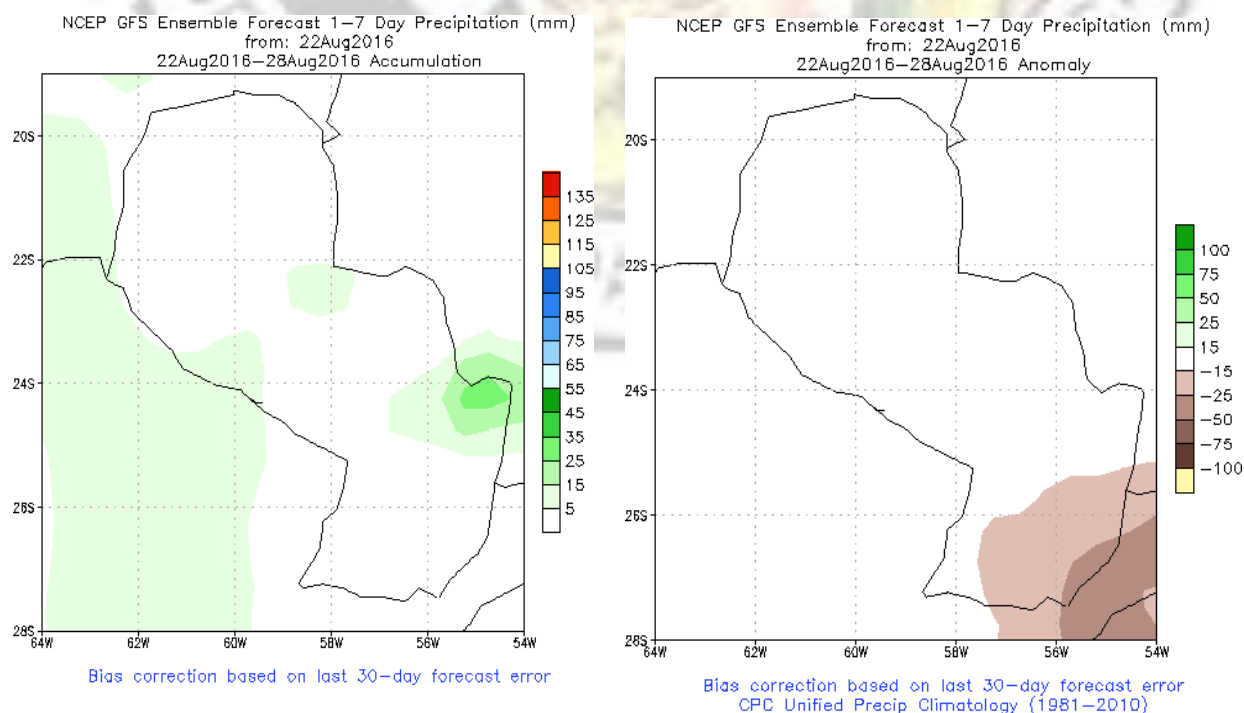 NCEP GFS Ensemble Forecast 1-7 Day Precipitation (mm)
from: 22Aug2016
22Aug2016-28Aug2016 Accumulation
20S
22S
24S
26S
28S
64W
62W
60W
58W
56W
54W
135
125
115
105
95
85
75
65
55
45
35
25
15
5
Bias correction based on last 30-day forecast error
NCEP GFS Ensemble Forecast 1-7 Day Precipitation (mm)
from: 22Aug2016
22Aug2016-28Aug2016 Anomaly
20S
22S
24S
26S
28S
64W
62W
60W
58W
56W
54W
100
75
50
25
15
-15
-25
-50
-75
-100
Bias correction based on last 30-day forecast error
CPC Unified Precip Climatology (1981-2010)